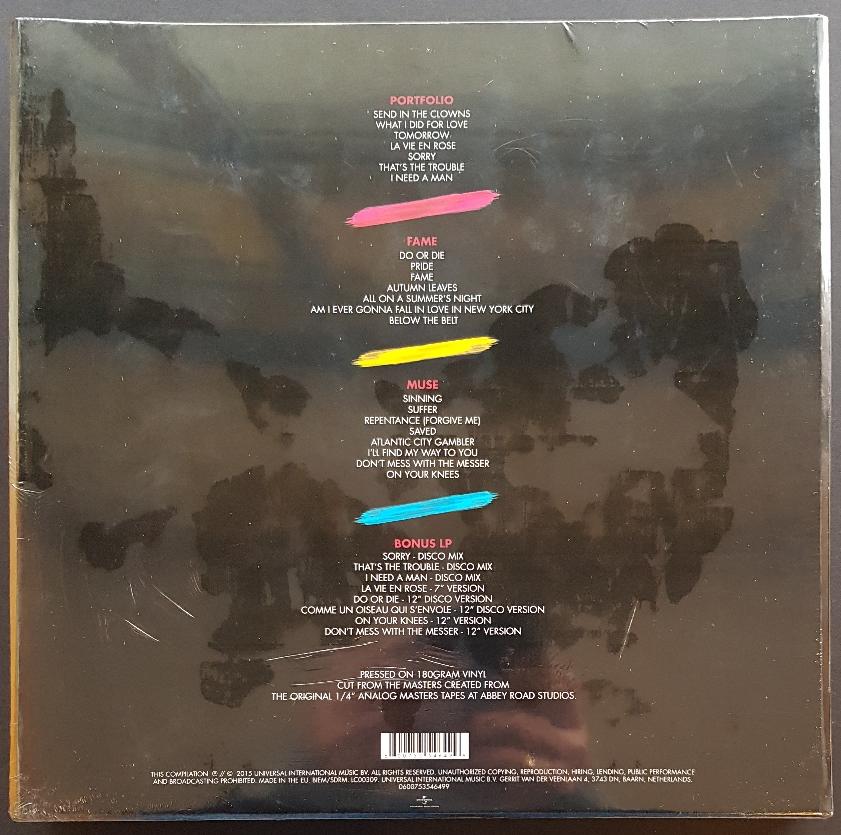 PORTFOLIO
SEND IN THE CLOWNS
WHAT I DID FOR LOVE
TOMORROW
LA VIE EN ROSE
SORRY
THAT'S THE TROUBLE
I NEED A MAN
FAME
DO OR DIE
PRIDE
FAME
AUTUMN LEAVES
ALL ON A SUMMER'S NIGHT
AM I EVER GONNA FALL IN LOVE IN NEW YORK CITY
BELOW THE BELT
MUSE
SINNING
SUFFER
REPENTANCE (FORGIVE ME)
SAVED
ATLANTIC CITY GAMBLER
I'LL FIND MY WAY TO YOU
DON'T MESS WITH THE MESSER
ON YOUR KNEES
BONUS LP
SORRY - DISCO MIX
THAT'S THE TROUBLE - DISCO MIX
I NEED A MAN - DISCO MIX
LA VIE EN ROSE - 7" VERSION
DO OR DIE - 12" DISCO VERSION
COMME UN OISEAU QUI S'ENVOLE - 12" DISCO VERSION
ON YOUR KNEES - 12" VERSION
DON'T MESS WITH THE MESSER - 12" VERSION
PRESSED ON 180GRAM VINYL
CUT FROM THE MASTERS CREATED FROM
THE ORIGINAL 1/4" ANALOG MASTERS TAPES AT ABBEY ROAD STUDIOS.
THIS COMPILATION ℗ // © 2015 UNIVERSAL INTERNATIONAL MUSIC BV. ALL RIGHTS RESERVED. UNAUTHORIZED COPYING, REPRODUCTION, HIRING, LENDING, PUBLIC PERFORMANCE
AND BROADCASTING PROHIBITED. MADE IN THE EU. BIEM/SDRM. LC00309. UNIVERSAL INTERNATIONAL MUSIC B.V. GERRIT VAN DER VEENLAAN 4, 3743 DN, BAARN, NETHERLANDS.
0600753546499